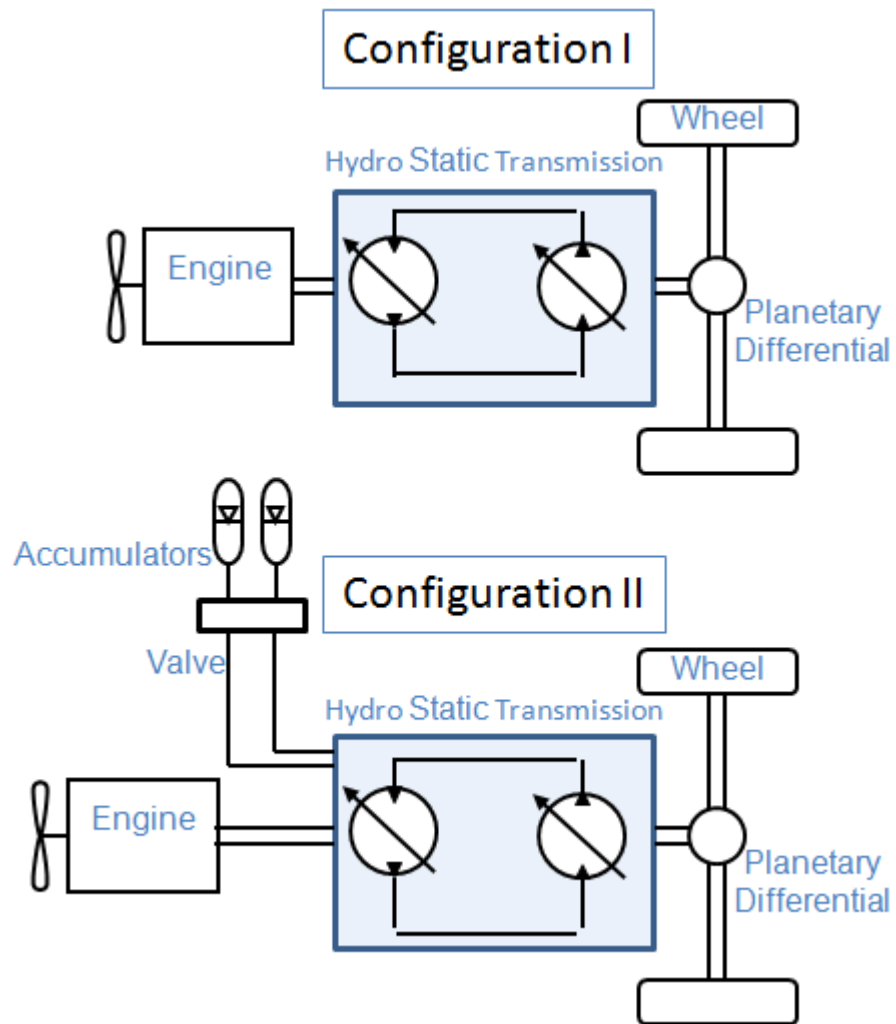 Configuration I
Wheel
Hydro Static Transmission
Engine
Planetary
Differential
Accumulators
Configuration II
Valve
Wheel
Hydro Static Transmission
Engine
Planetary
Differential